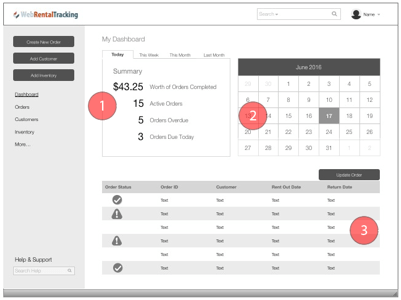 WebRentalTracking
Search
Name
Create New Order
Add Customer
Add Inventory
Dashboard
Orders
Customers
Inventory
More...
Help & Support
Search Help
My Dashboard
Today This Week This Month Last Month
Summary
$43.25 Worth of Orders Completed
15 Active Orders
5 Orders Overdue
3 Orders Due Today
1
June 2016
29 30 1 2 3 4 5
6 7 8 9 10 11 12
13 14 15 16 17 18 19
20 21 22 23 24 25 26
27 28 29 30 31 1 2
2
Update Order
Order Status Order ID Customer Rent Out Date Return Date
Text Text Text Text
Text Text Text Text
Text Text Text Text
Text Text Text Text
Text Text Text Text
Text Text Text Text
3